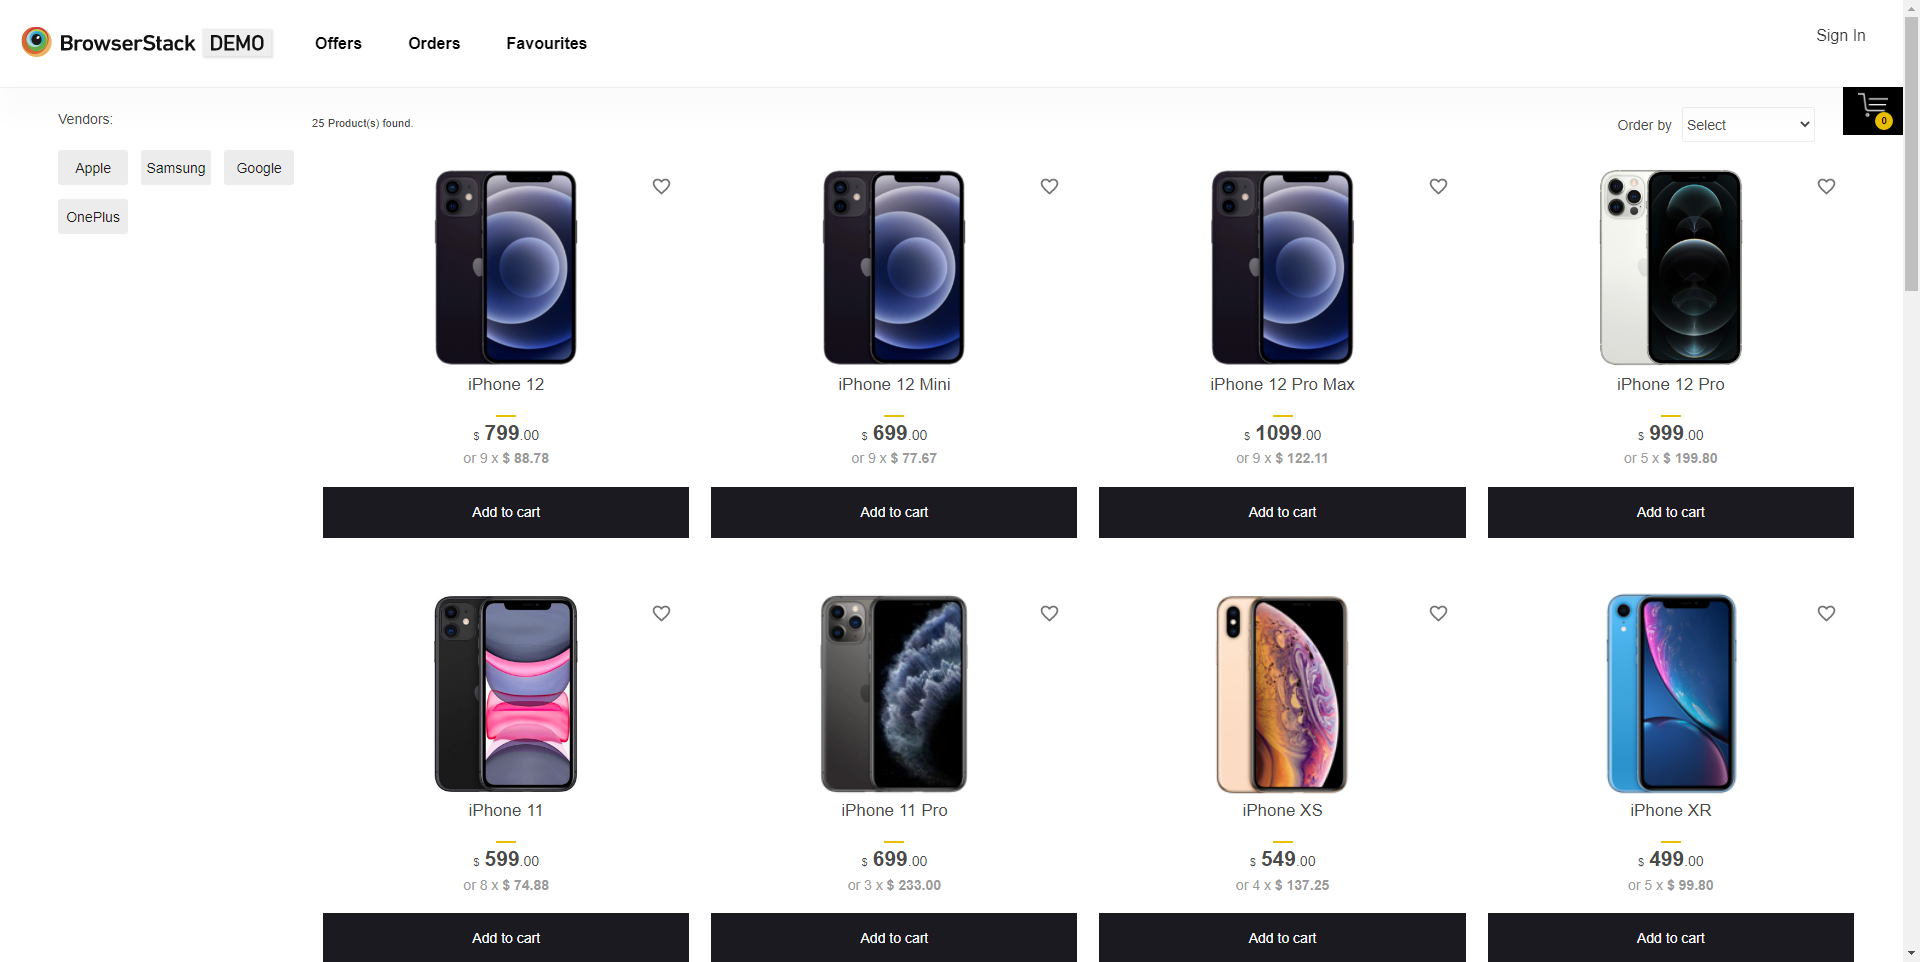 BrowserStack DEMO Offers Orders Favourites Sign In
Vendors:
Apple Samsung Google
OnePlus
25 Product(s) found.
Order by Select
0
iPhone 12
$ 799.00
or 9 x $ 88.78
Add to cart
iPhone 12 Mini
$ 699.00
or 9 x $ 77.67
Add to cart
iPhone 12 Pro Max
$ 1099.00
or 9 x $ 122.11
Add to cart
iPhone 12 Pro
$ 999.00
or 5 x $ 199.80
Add to cart
iPhone 11
$ 599.00
or 8 x $ 74.88
Add to cart
iPhone 11 Pro
$ 699.00
or 3 x $ 233.00
Add to cart
iPhone XS
$ 549.00
or 4 x $ 137.25
Add to cart
iPhone XR
$ 499.00
or 5 x $ 99.80
Add to cart